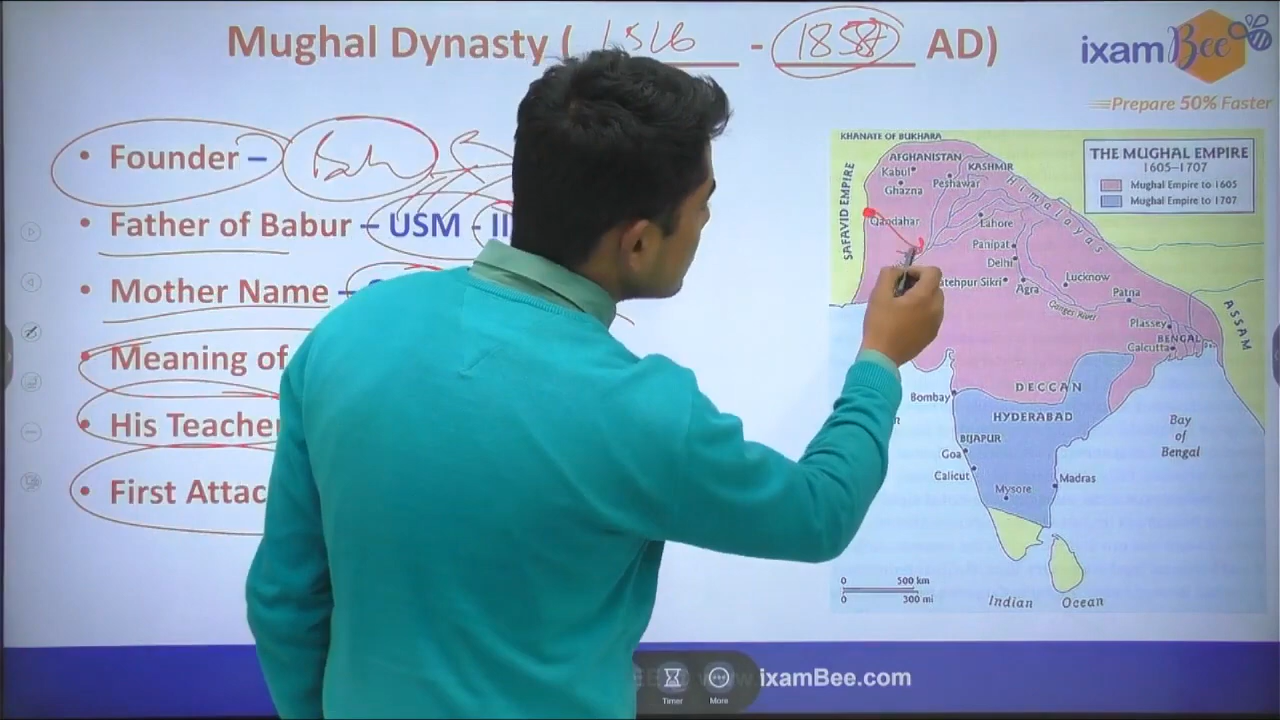 Mughal Dynasty ( 1526 - 1857 AD)
ixamBee
Prepare 50% Faster
• Founder –
• Father of Babur – USM - II
• Mother Name –
• Meaning of
• His Teacher
• First Attac
KHANATE OF BUKHARA
THE MUGHAL EMPIRE
1605–1707
Mughal Empire to 1605
Mughal Empire to 1707
SAFAVID EMPIRE
AFGHANISTAN
KASHMIR
Kabul
Peshawar
Ghazna
Himalayas
Qandahar
Lahore
Panipat
Delhi
atehpur Sikri
Agra
Lucknow
Patna
Ganges River
ASSAM
Plassey
BENGAL
Calcutta
DECCAN
Bombay
HYDERABAD
BIJAPUR
Goa
Calicut
Madras
Mysore
Bay
of
Bengal
0 500 km
0 300 mi
Indian Ocean
Timer
More
ixamBee.com